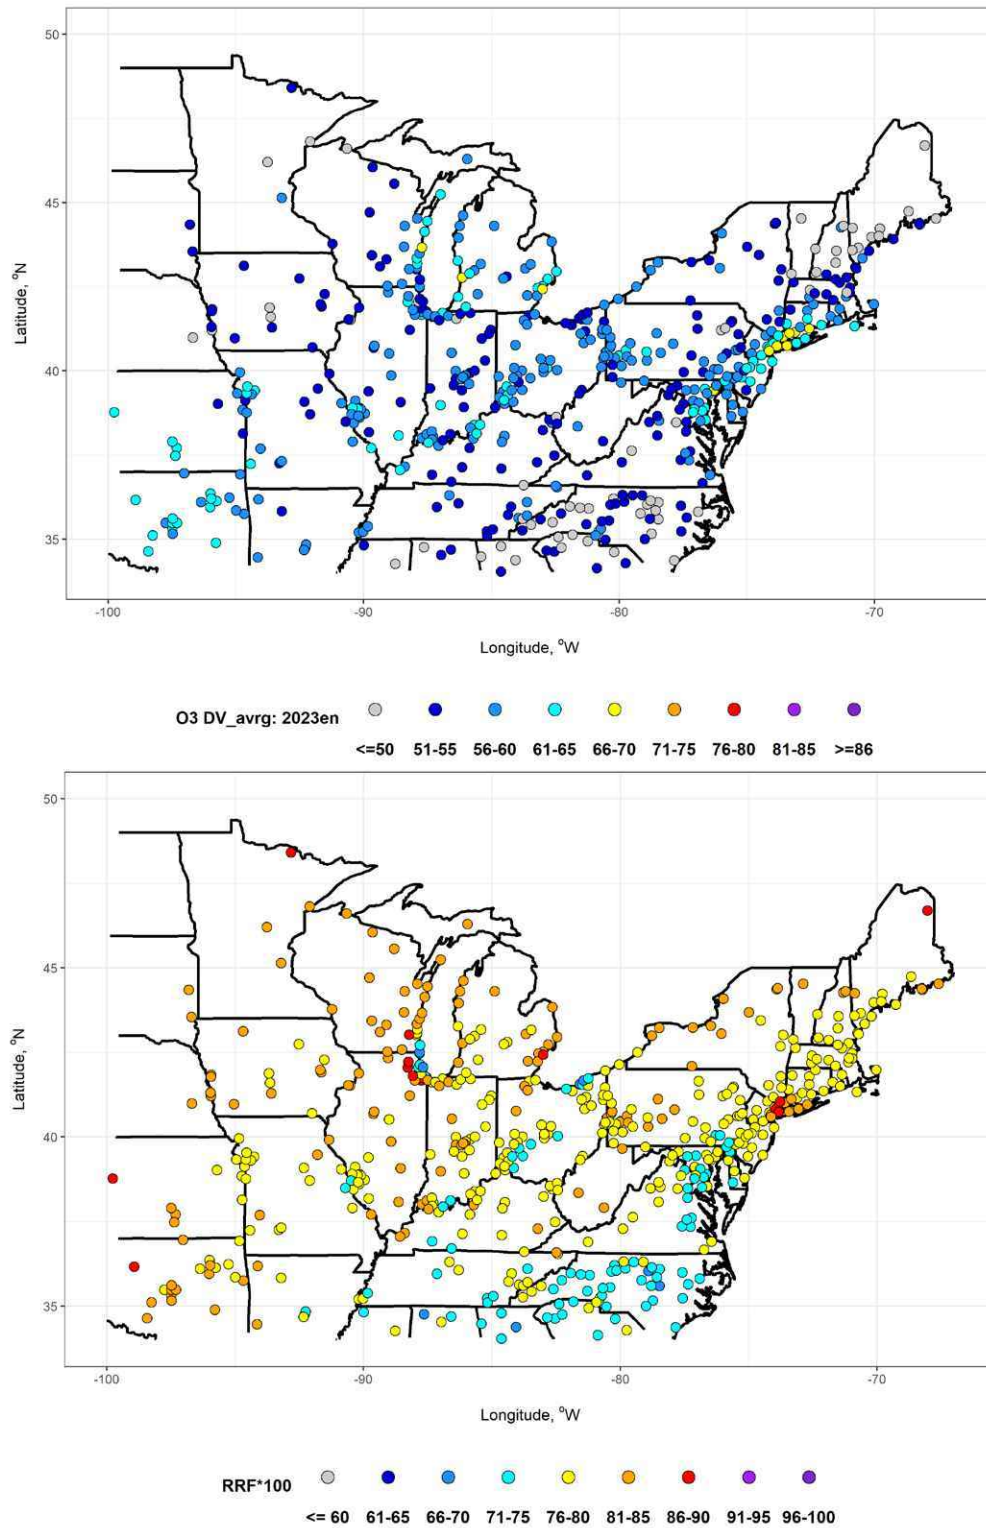 50
45
40
35
Latitude, °N
-100
-90
-80
-70
Longitude, °W
O3 DV_avrg: 2023en
<=50 51-55 56-60 61-65 66-70 71-75 76-80 81-85 >=86
50
45
40
35
Latitude, °N
-100
-90
-80
-70
Longitude, °W
RRF*100
<= 60 61-65 66-70 71-75 76-80 81-85 86-90 91-95 96-100